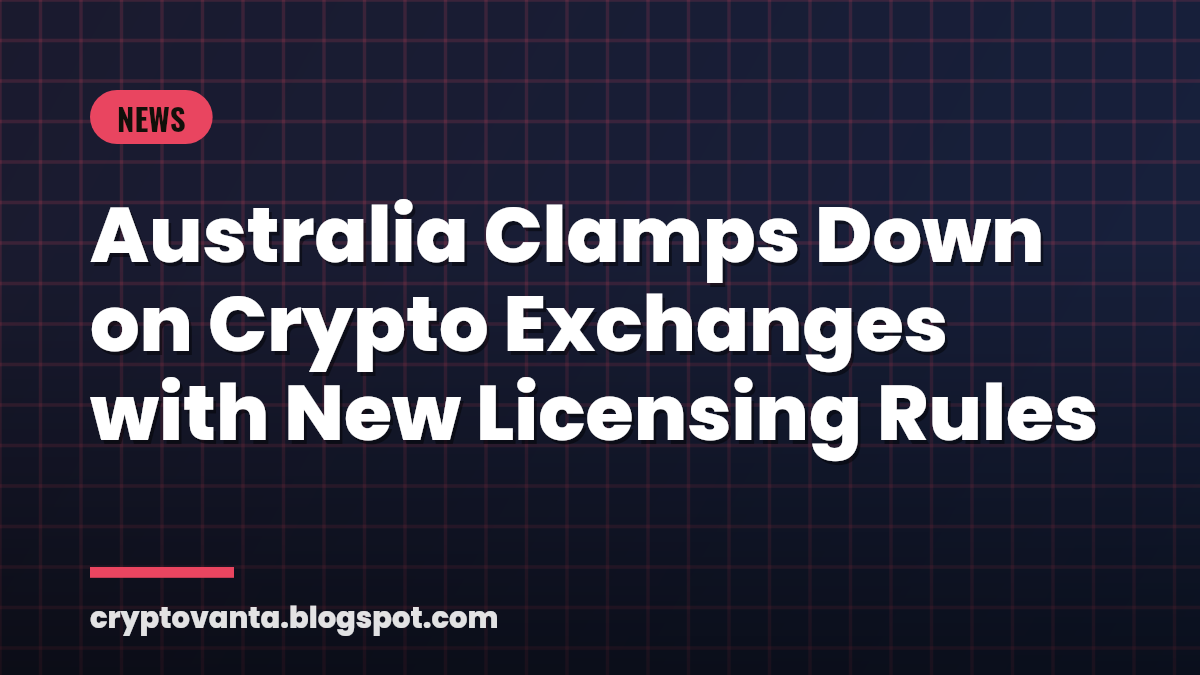 NEWS
Australia Clamps Down
on Crypto Exchanges
with New Licensing Rules
cryptovanta.blogspot.com